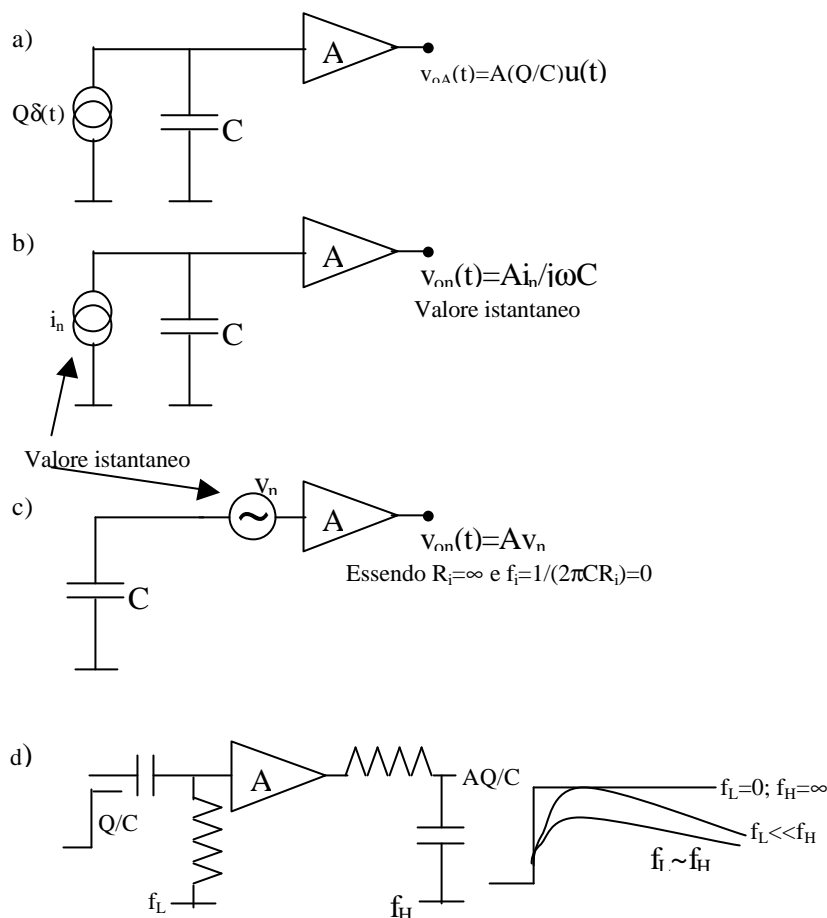 a)
A
v_oA(t)=A(Q/C)u(t)
Qδ(t)
C
b)
A
v_on(t)=Ai_n/jωC
Valore istantaneo
i_n
C
Valore istantaneo
v_n
c)
~
A
v_on(t)=Av_n
Essendo R_i=∞ e f_i=1/(2πCR_i)=0
C
d)
A
AQ/C
Q/C
f_L
f_H
f_L=0; f_H=∞
f_L<<f_H
f_L~f_H